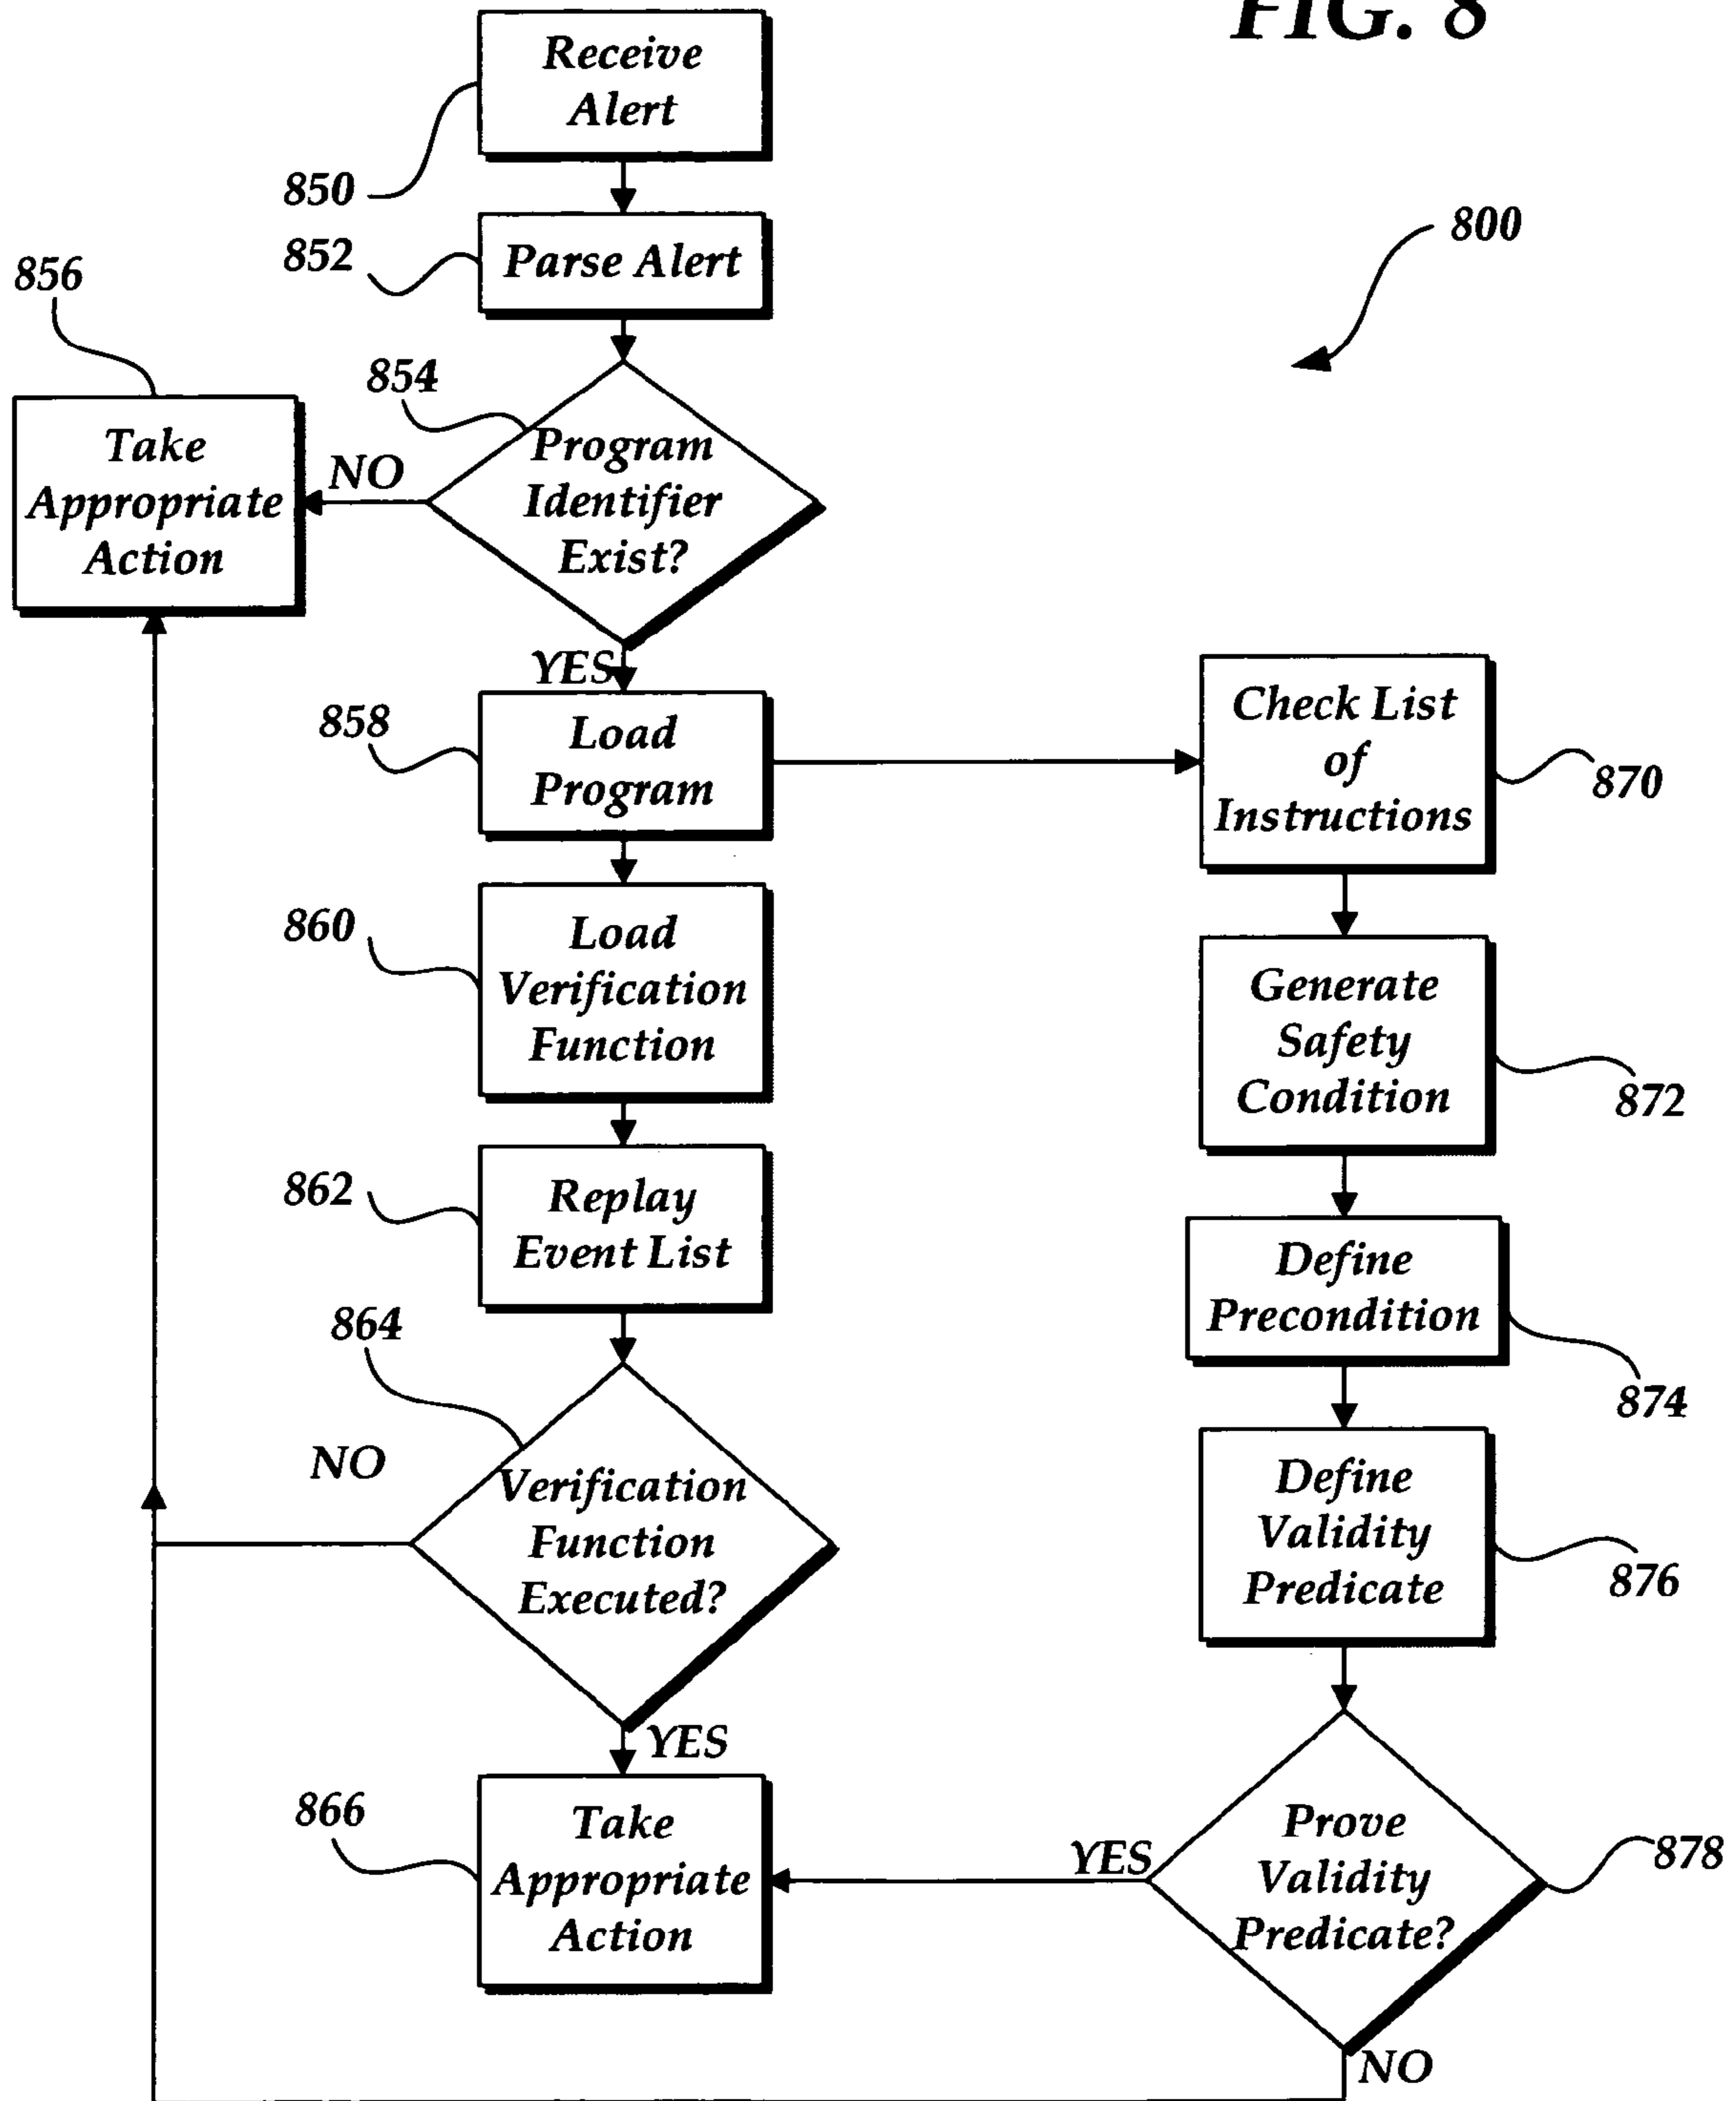 FIG. 8
Receive
Alert
850
852
Parse Alert
800
856
854
Take
Appropriate
Action
NO
Program
Identifier
Exist?
YES
858
Load
Program
Check List
of
Instructions
870
860
Load
Verification
Function
Generate
Safety
Condition
872
862
Replay
Event List
Define
Precondition
874
864
NO
Verification
Function
Executed?
Define
Validity
Predicate
876
YES
866
Take
Appropriate
Action
YES
Prove
Validity
Predicate?
878
NO